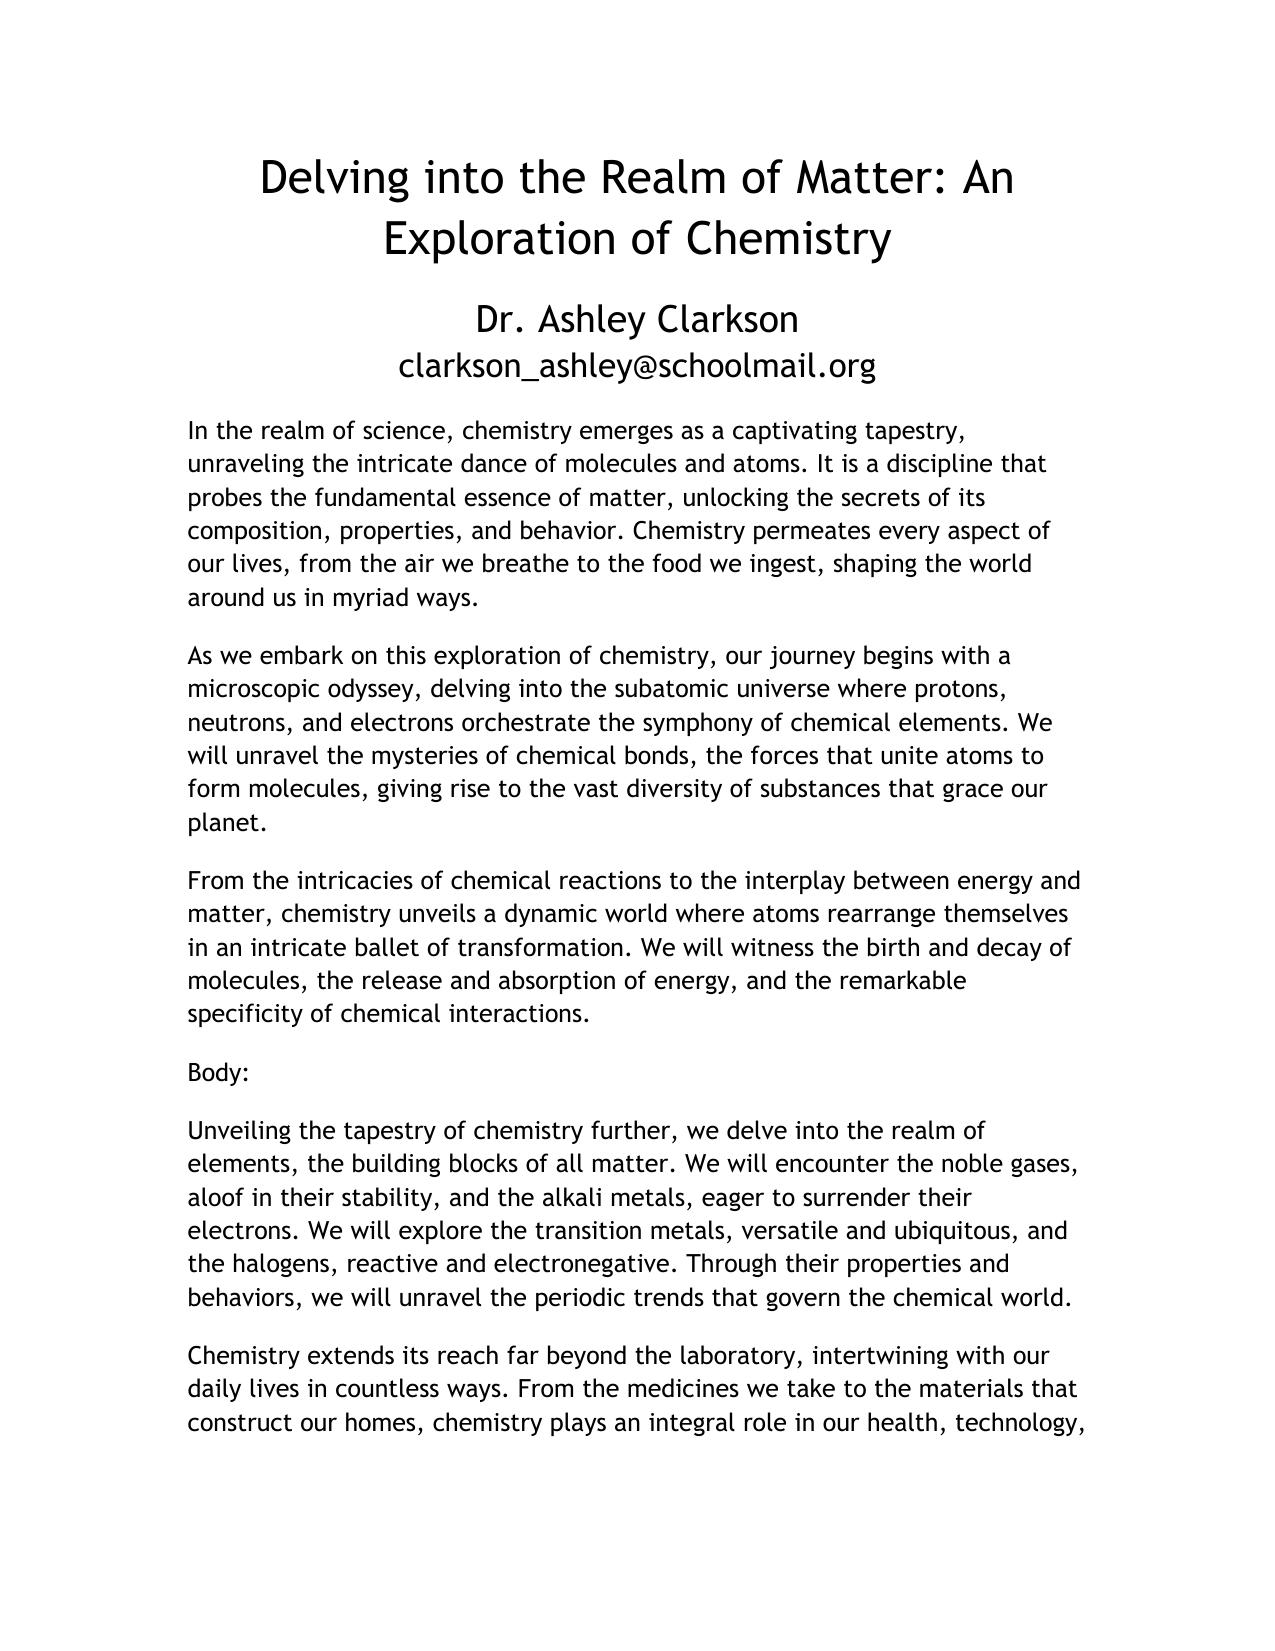 Delving into the Realm of Matter: An
Exploration of Chemistry
Dr. Ashley Clarkson
clarkson_ashley@schoolmail.org
In the realm of science, chemistry emerges as a captivating tapestry,
unraveling the intricate dance of molecules and atoms. It is a discipline that
probes the fundamental essence of matter, unlocking the secrets of its
composition, properties, and behavior. Chemistry permeates every aspect of
our lives, from the air we breathe to the food we ingest, shaping the world
around us in myriad ways.
As we embark on this exploration of chemistry, our journey begins with a
microscopic odyssey, delving into the subatomic universe where protons,
neutrons, and electrons orchestrate the symphony of chemical elements. We
will unravel the mysteries of chemical bonds, the forces that unite atoms to
form molecules, giving rise to the vast diversity of substances that grace our
planet.
From the intricacies of chemical reactions to the interplay between energy and
matter, chemistry unveils a dynamic world where atoms rearrange themselves
in an intricate ballet of transformation. We will witness the birth and decay of
molecules, the release and absorption of energy, and the remarkable
specificity of chemical interactions.
Body:
Unveiling the tapestry of chemistry further, we delve into the realm of
elements, the building blocks of all matter. We will encounter the noble gases,
aloof in their stability, and the alkali metals, eager to surrender their
electrons. We will explore the transition metals, versatile and ubiquitous, and
the halogens, reactive and electronegative. Through their properties and
behaviors, we will unravel the periodic trends that govern the chemical world.
Chemistry extends its reach far beyond the laboratory, intertwining with our
daily lives in countless ways. From the medicines we take to the materials that
construct our homes, chemistry plays an integral role in our health, technology,